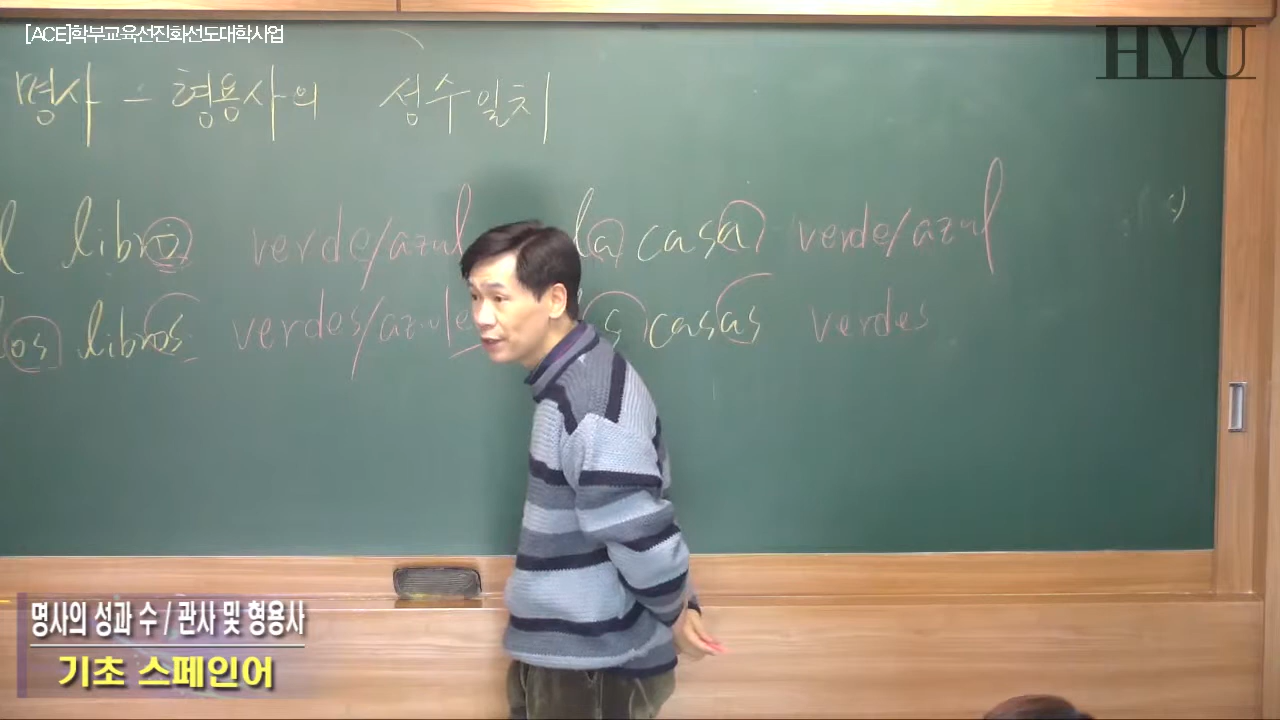 [ACE]학부교육선진화선도대학사업
HYU
명사 - 형용사의 성수일치
l libro verde/azul la casa verde/azul
los libros verdes/azule s casas verdes
명사의 성과 수 / 관사 및 형용사
기초 스페인어